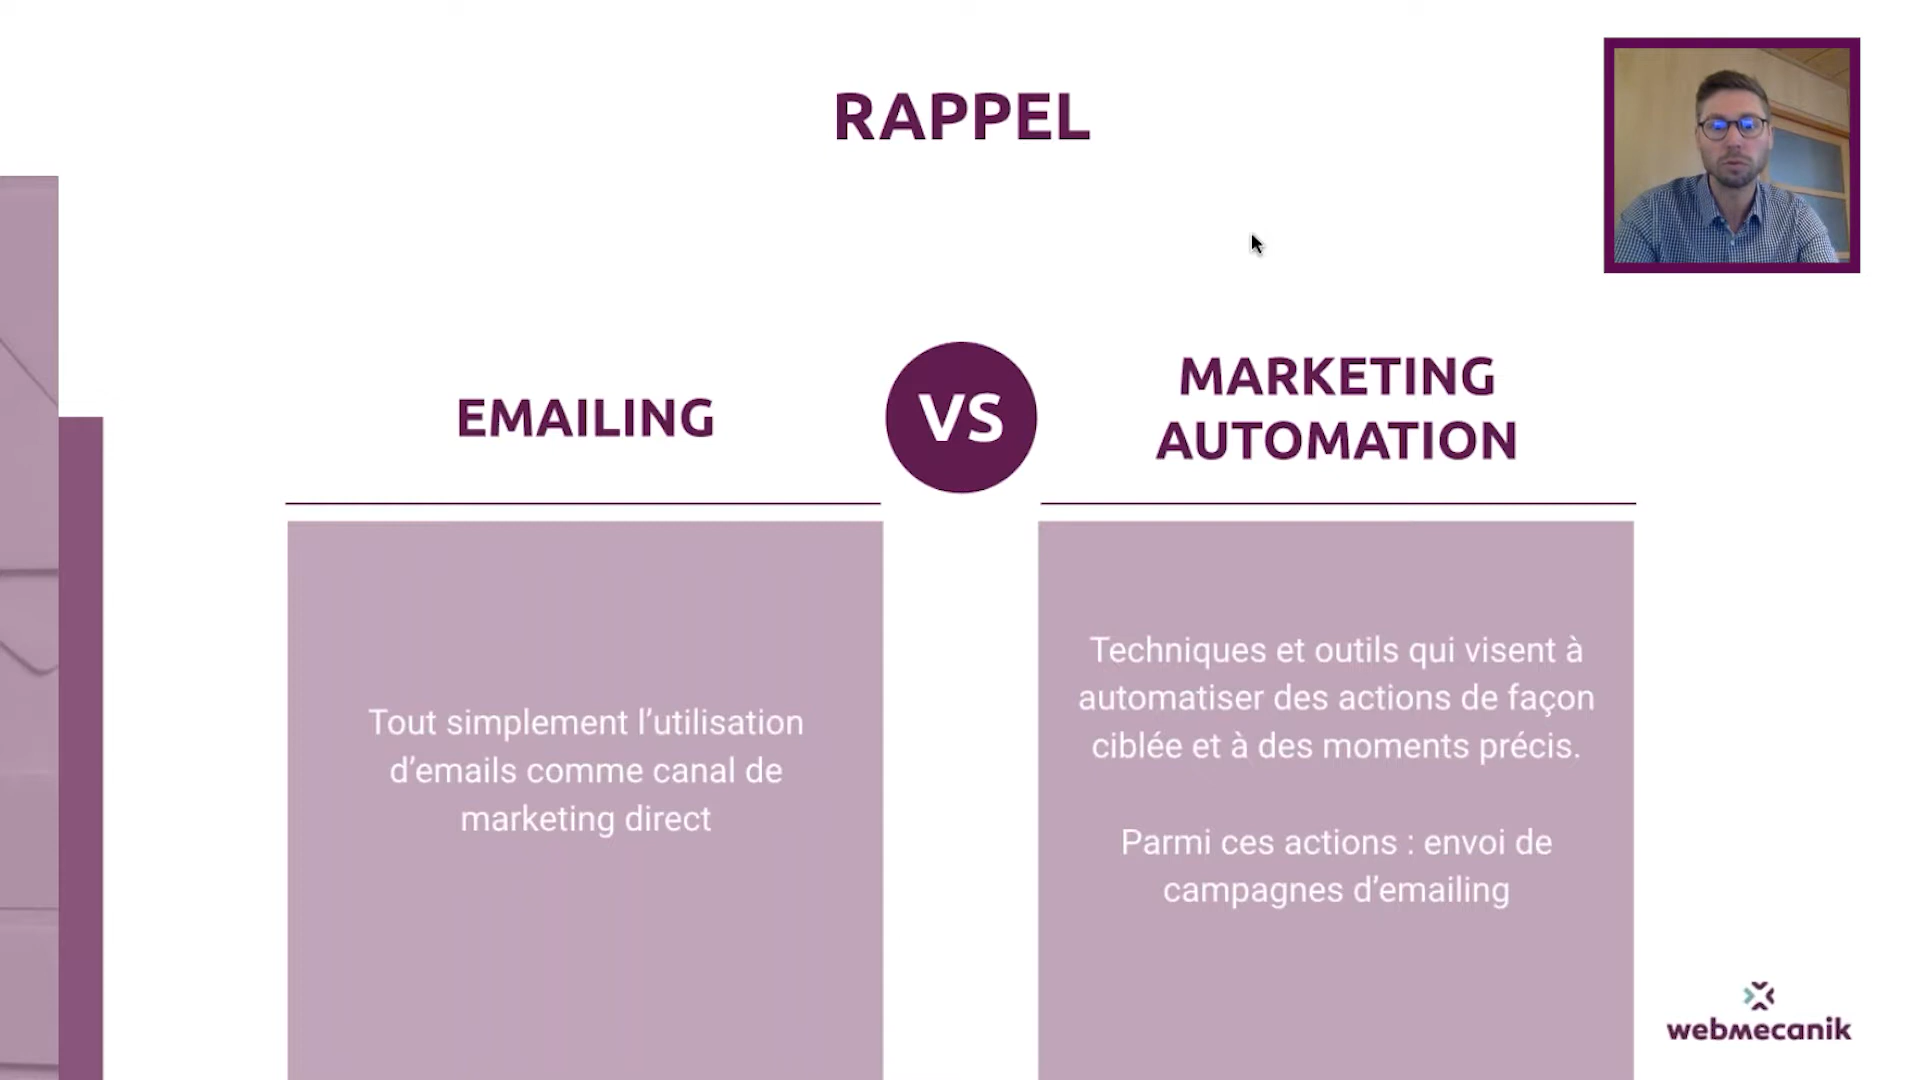 RAPPEL
EMAILING
VS
MARKETING
AUTOMATION
Tout simplement l’utilisation
d’emails comme canal de
marketing direct
Techniques et outils qui visent à
automatiser des actions de façon
ciblée et à des moments précis.
Parmi ces actions : envoi de
campagnes d’emailing
webmecanik